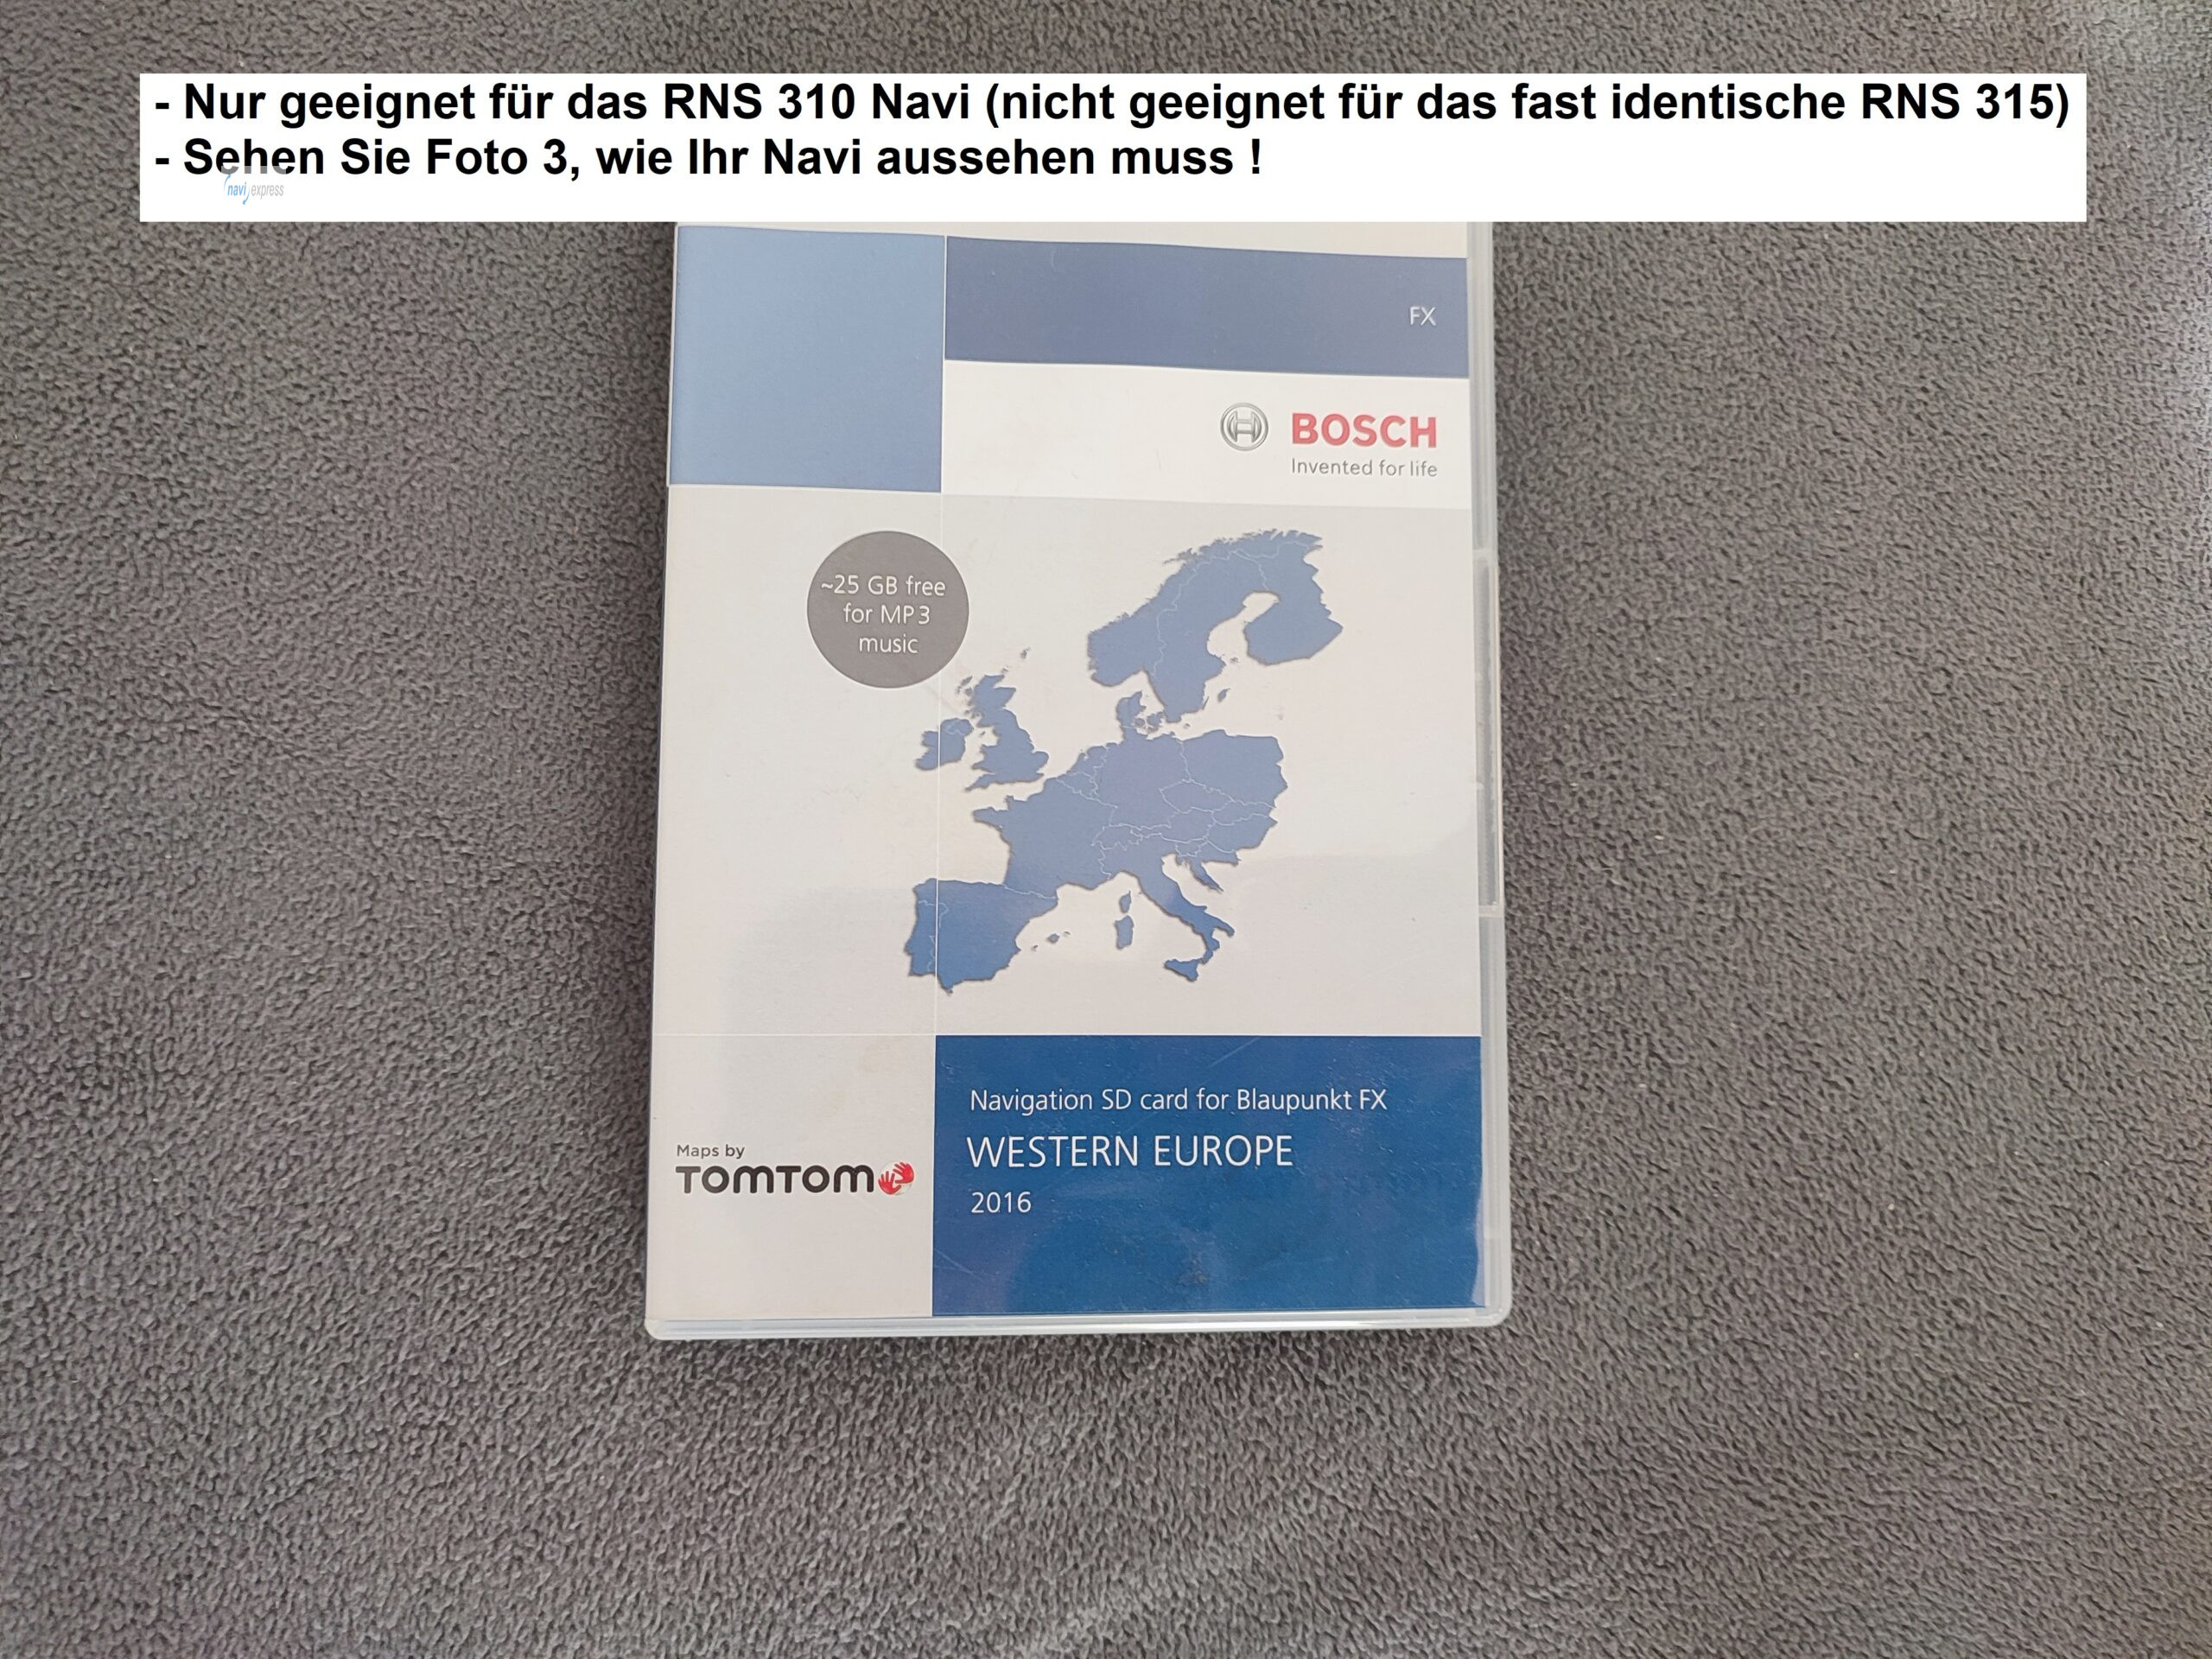 - Nur geeignet für das RNS 310 Navi (nicht geeignet für das fast identische RNS 315)
- Sehen Sie Foto 3, wie Ihr Navi aussehen muss !
navi express
FX
BOSCH
Invented for life
~25 GB free
for MP3
music
Navigation SD card for Blaupunkt FX
WESTERN EUROPE
2016
Maps by
TOMTOM